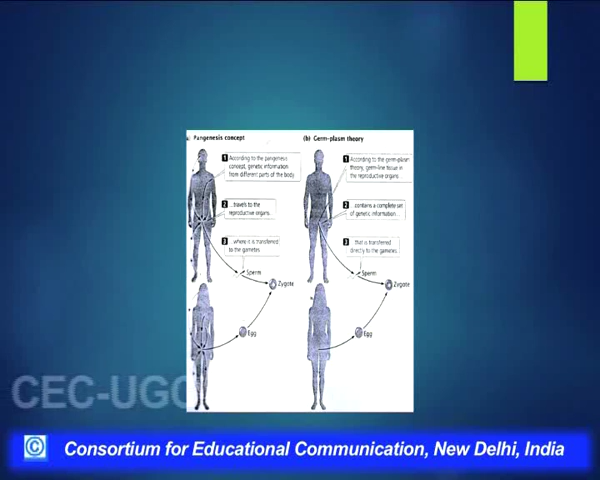 a) Pangenesis concept
1 According to the pangenesis
concept, genetic information
from different parts of the body
2 ...travels to the
reproductive organs...
3 ...where it is transferred
to the gametes.
Sperm
Zygote
Egg
(b) Germ-plasm theory
1 According to the germ-plasm
theory, germ-line tissue in
the reproductive organs...
2 ...contains a complete set
of genetic information...
3 ...that is transferred
directly to the gametes.
Sperm
Zygote
Egg
CEC-UGC
© Consortium for Educational Communication, New Delhi, India